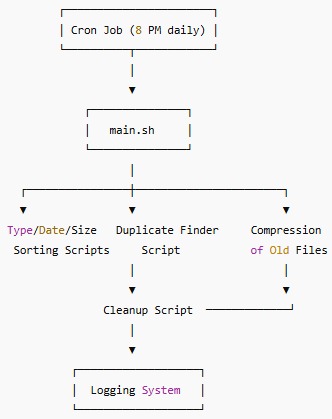 Cron Job (8 PM daily)
main.sh
Type/Date/Size Duplicate Finder Compression
Sorting Scripts Script of Old Files
Cleanup Script
Logging System